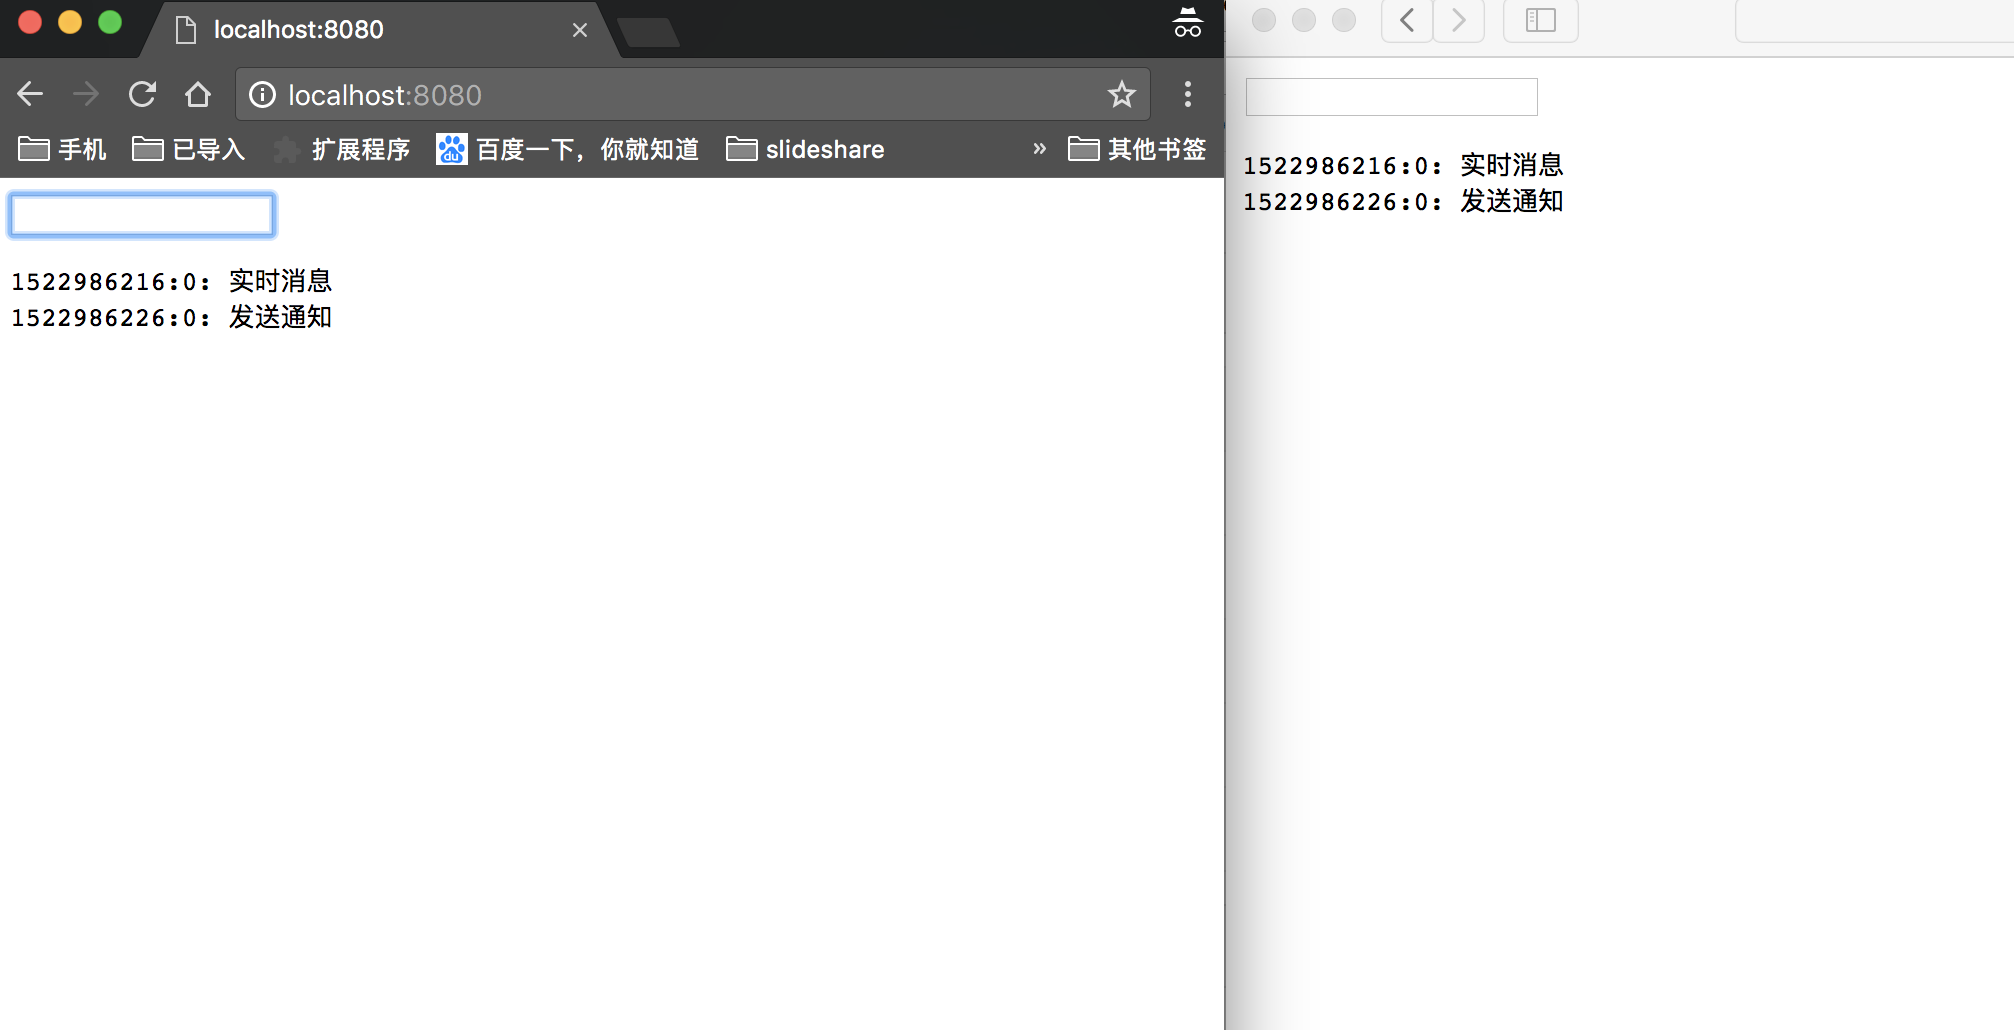 localhost:8080
localhost:8080
手机 已导入 扩展程序 du 百度一下，你就知道 slideshare » 其他书签
1522986216:0: 实时消息
1522986226:0: 发送通知
1522986216:0: 实时消息
1522986226:0: 发送通知